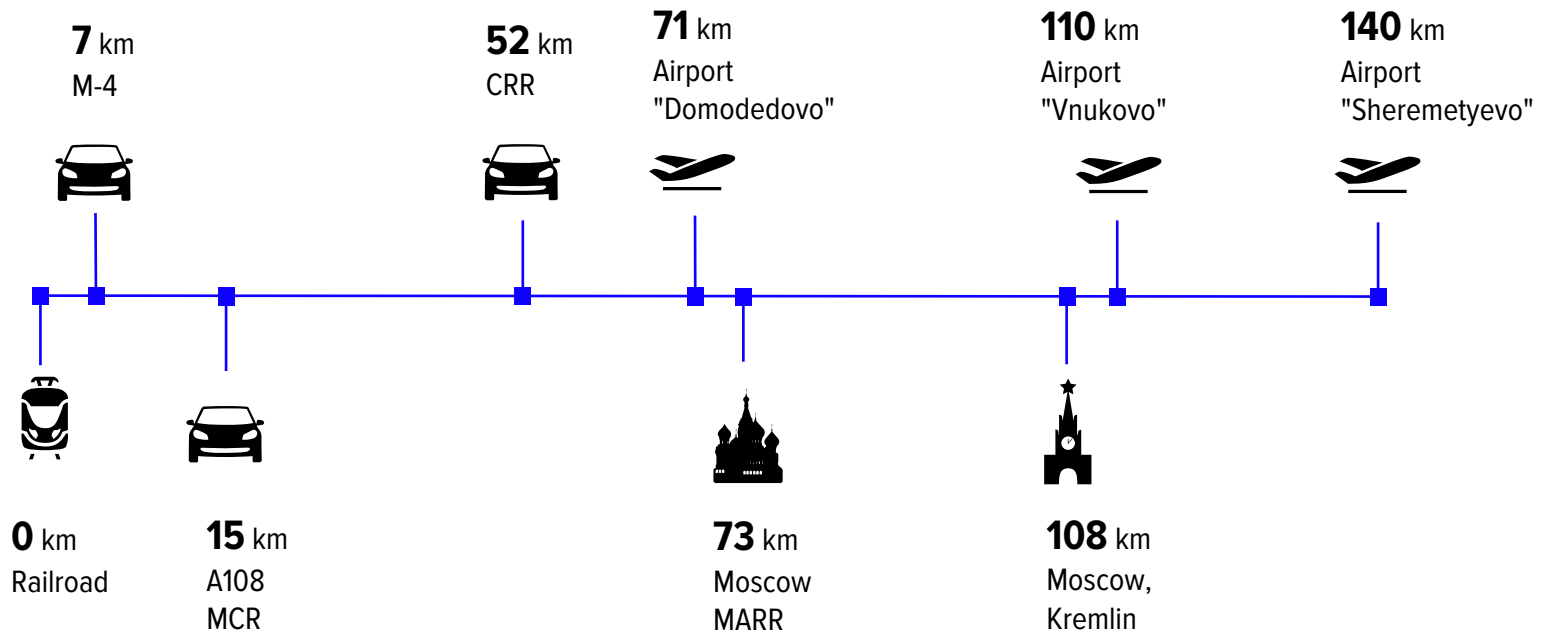 7 km
M-4
52 km
CRR
71 km
Airport
"Domodedovo"
110 km
Airport
"Vnukovo"
140 km
Airport
"Sheremetyevo"
0 km
Railroad
15 km
A108
MCR
73 km
Moscow
MARR
108 km
Moscow,
Kremlin